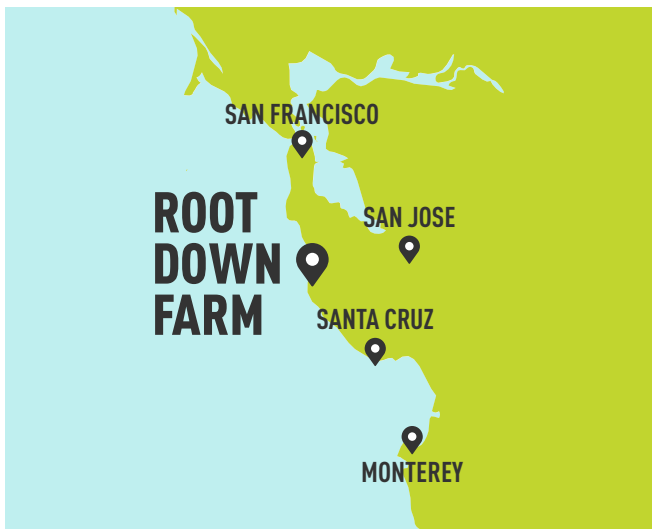 SAN FRANCISCO
ROOT
DOWN
FARM
SAN JOSE
SANTA CRUZ
MONTEREY